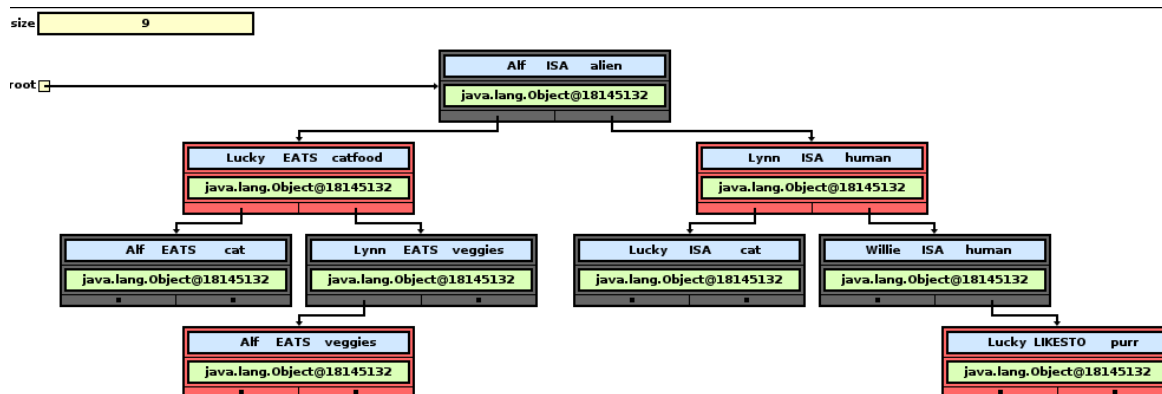 size 9
Alf ISA alien
root
java.lang.Object@18145132
Lucky EATS catfood
Lynn ISA human
java.lang.Object@18145132
java.lang.Object@18145132
Alf EATS cat
Lynn EATS veggies
Lucky ISA cat
Willie ISA human
java.lang.Object@18145132
java.lang.Object@18145132
java.lang.Object@18145132
java.lang.Object@18145132
Alf EATS veggies
Lucky LIKESTO purr
java.lang.Object@18145132
java.lang.Object@18145132